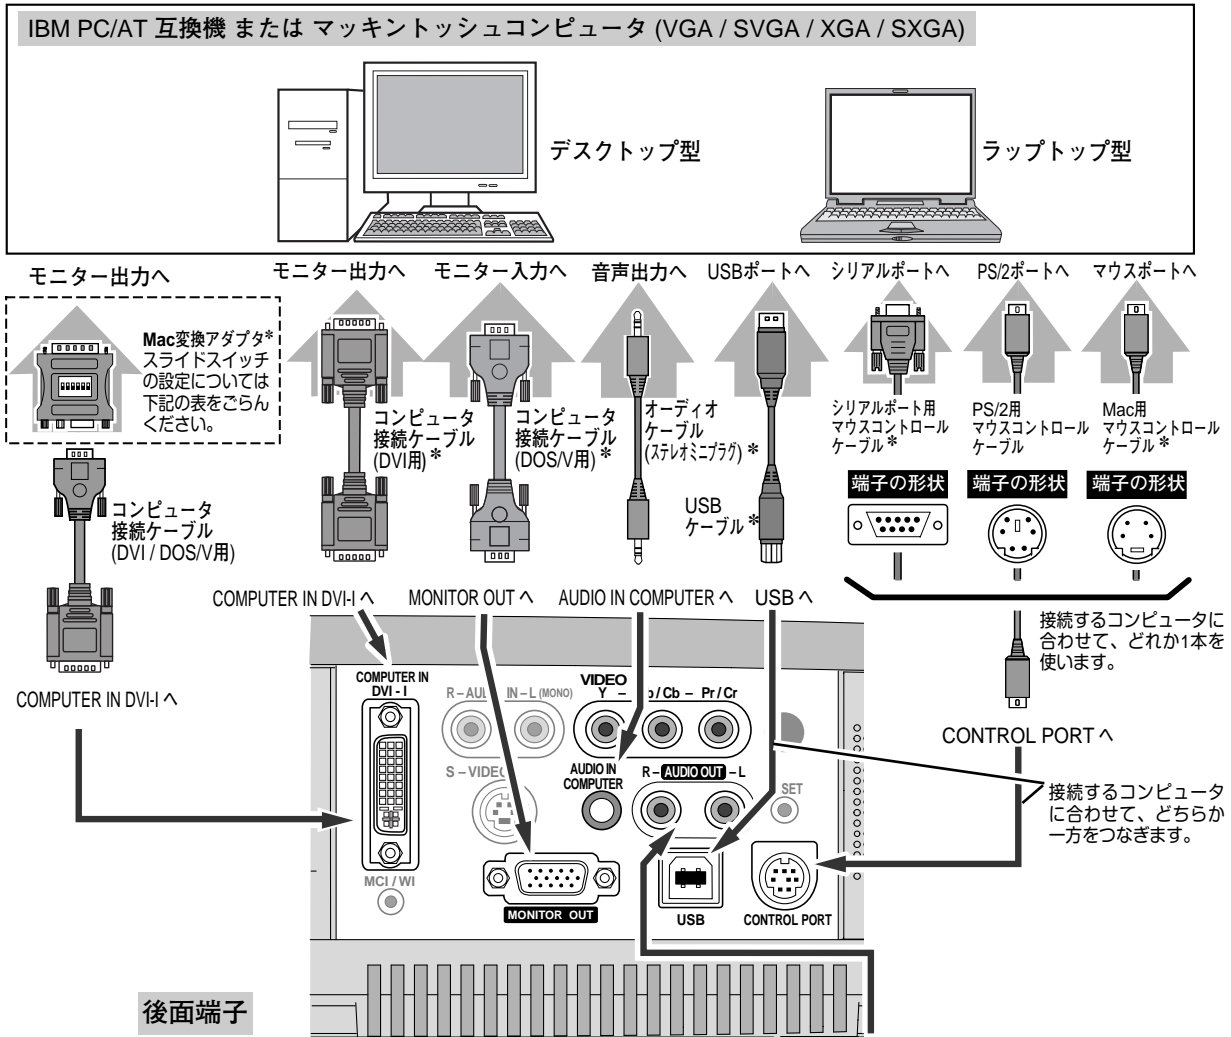 IBM PC/AT 互換機 または マッキントッシュコンピュータ (VGA / SVGA / XGA / SXGA)
デスクトップ型
ラップトップ型
モニター出力へ
モニター出力へ
モニター入力へ
音声出力へ
USBポートへ
シリアルポートへ
PS/2ポートへ
マウスポートへ
Mac変換アダプタ*
スライドスイッチ
の設定については
下記の表をごらん
ください。
コンピュータ
接続ケーブル
(DVI用)*
コンピュータ
接続ケーブル
(DOS/V用)*
オーディオ
ケーブル
(ステレオミニプラグ)*
USB
ケーブル*
シリアルポート用
マウスコントロール
ケーブル*
PS/2用
マウスコントロール
ケーブル
Mac用
マウスコントロール
ケーブル*
端子の形状
端子の形状
端子の形状
コンピュータ
接続ケーブル
(DVI / DOS/V用)
COMPUTER IN DVI-I へ
MONITOR OUT へ
AUDIO IN COMPUTER へ
USB へ
接続するコンピュータに
合わせて、どれか1本を
使います。
COMPUTER IN DVI-I へ
CONTROL PORT へ
接続するコンピュータ
に合わせて、どちらか
一方をつなぎます。
COMPUTER IN
DVI - I
R – AU
IN – L (MONO)
VIDEO
Y –
b / Cb – Pr / Cr
S – VIDEO
AUDIO IN
COMPUTER
R – AUDIO OUT – L
SET
MCI / WI
MONITOR OUT
USB
CONTROL PORT
後面端子